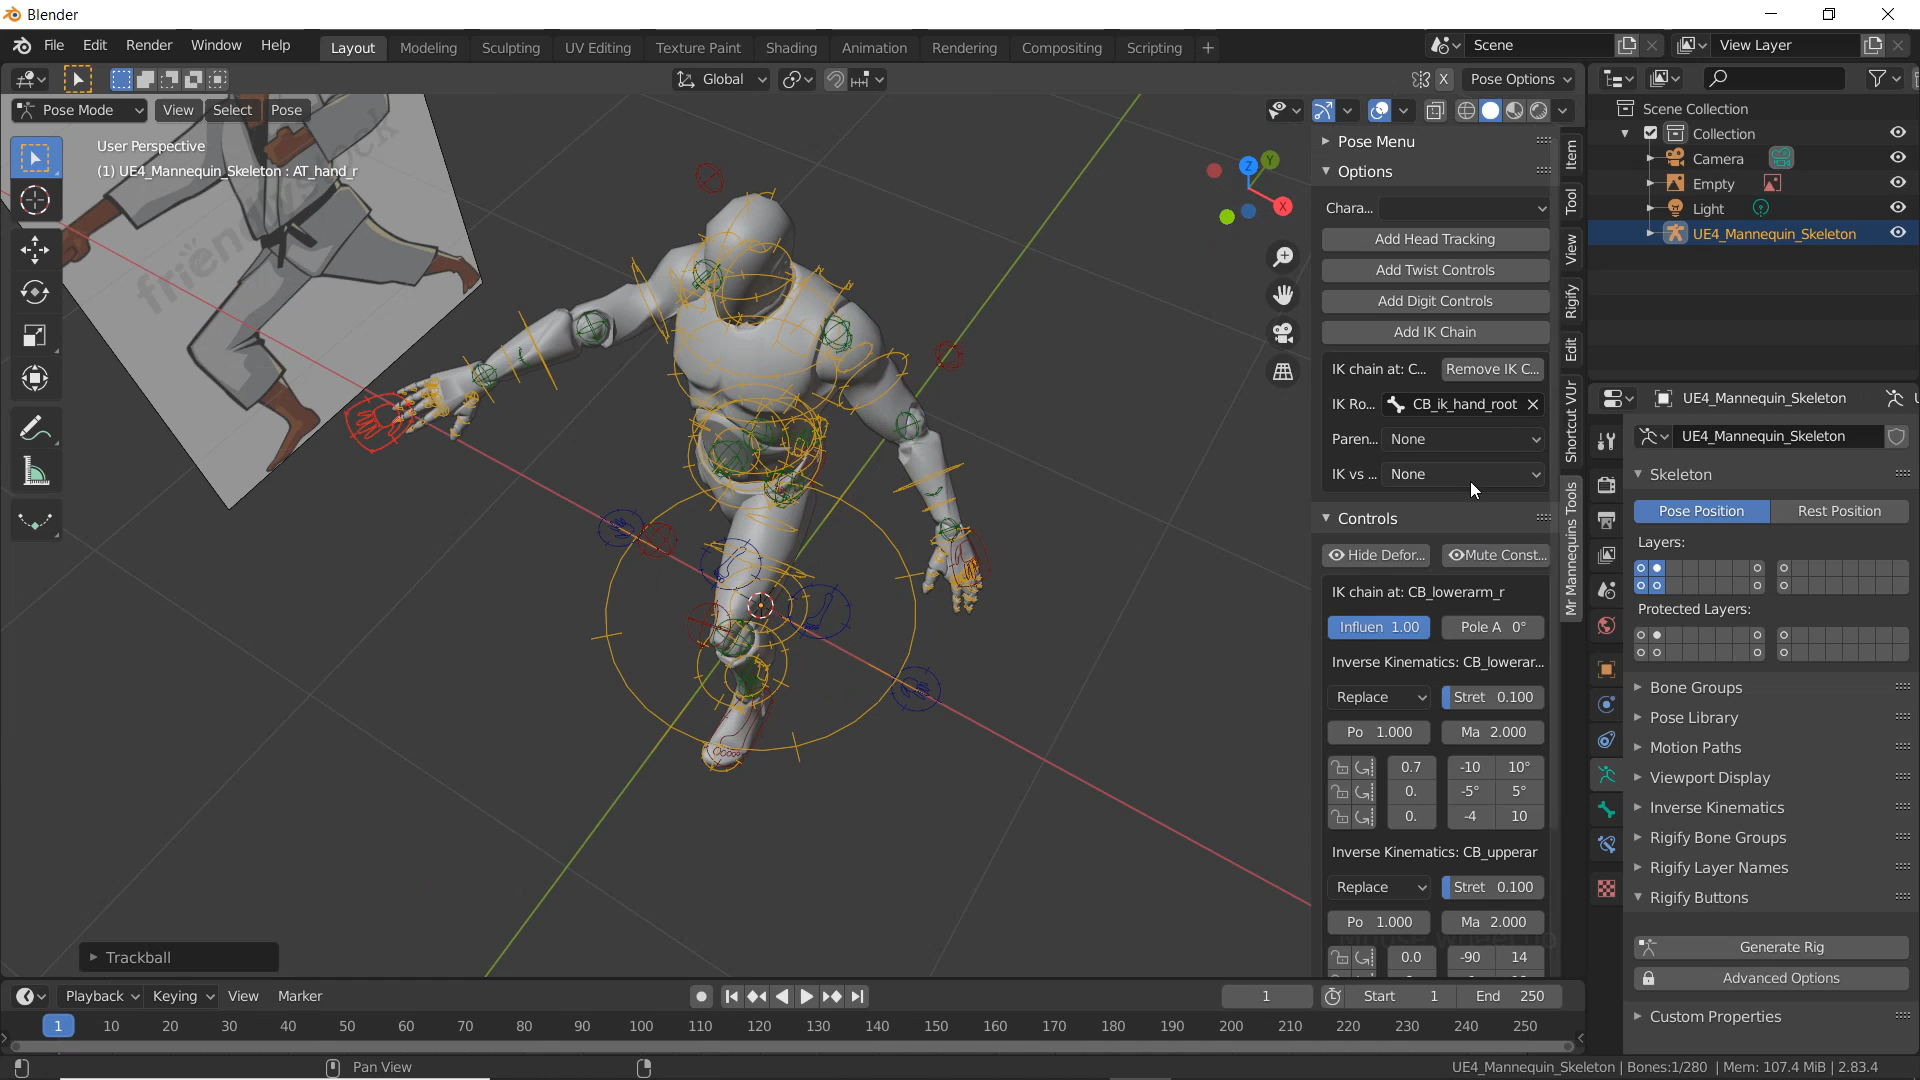 Blender
File Edit Render Window Help
Layout Modeling Sculpting UV Editing Texture Paint Shading Animation Rendering Compositing Scripting +
Scene
View Layer
Global
X
Pose Options
Pose Mode View Select Pose
User Perspective
(1) UE4_Mannequin_Skeleton : AT_hand_r
Z
Y
X
Pose Menu
Options
Chara...
Add Head Tracking
Add Twist Controls
Add Digit Controls
Add IK Chain
IK chain at: C... Remove IK C...
IK Ro... CB_ik_hand_root
Paren... None
IK vs ... None
Controls
Hide Defor... Mute Const...
IK chain at: CB_lowerarm_r
Influen 1.00 Pole A 0°
Inverse Kinematics: CB_lowerar...
Replace Stret 0.100
Po 1.000 Ma 2.000
0.7 -10 10°
0. -5° 5°
0. -4 10
Inverse Kinematics: CB_upperar
Replace Stret 0.100
Po 1.000 Ma 2.000
0.0 -90 14
Item
Tool
View
Rigify
Edit
Shortcut VUr
Mr Mannequins Tools
Scene Collection
Collection
Camera
Empty
Light
UE4_Mannequin_Skeleton
UE4_Mannequin_Skeleton
UE4_Mannequin_Skeleton
Skeleton
Pose Position Rest Position
Layers:
Protected Layers:
Bone Groups
Pose Library
Motion Paths
Viewport Display
Inverse Kinematics
Rigify Bone Groups
Rigify Layer Names
Rigify Buttons
Generate Rig
Advanced Options
Custom Properties
Trackball
Playback Keying View Marker
1 Start 1 End 250
1 10 20 30 40 50 60 70 80 90 100 110 120 130 140 150 160 170 180 190 200 210 220 230 240 250
Pan View
UE4_Mannequin_Skeleton | Bones:1/280 | Mem: 107.4 MiB | 2.83.4